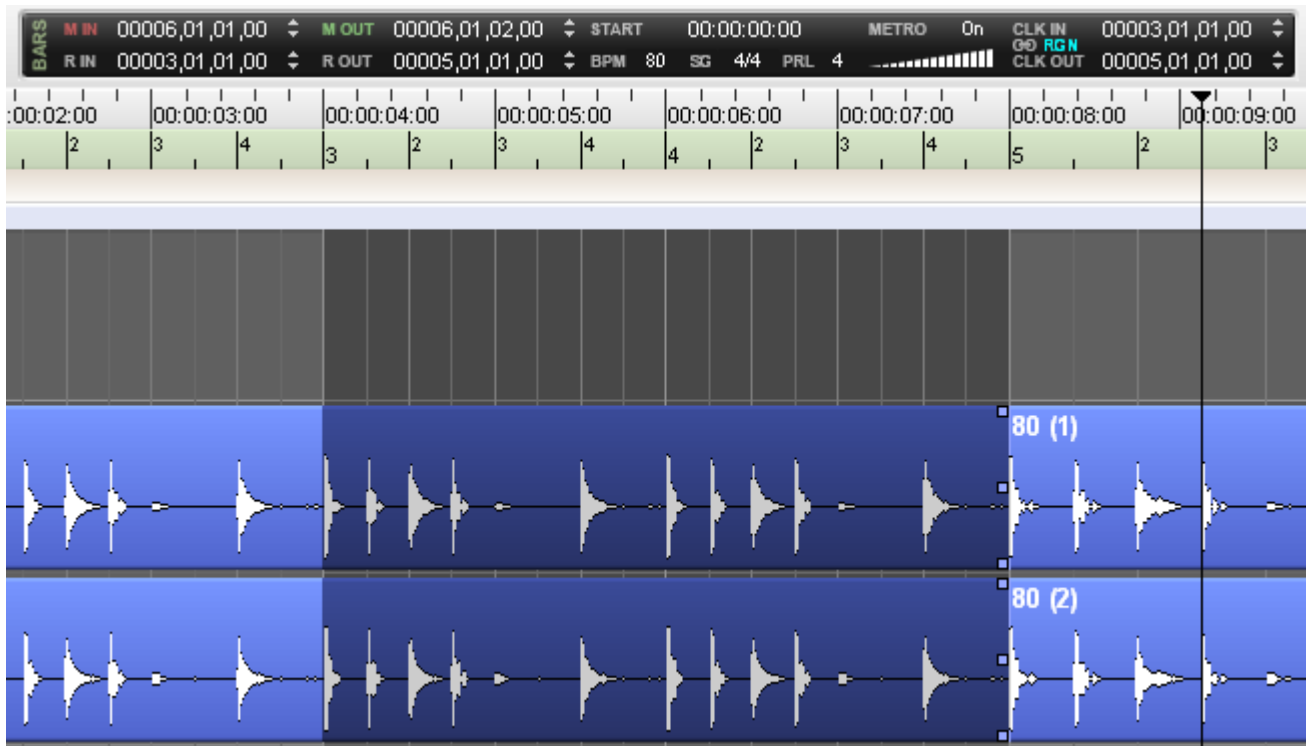 BARS
M IN 00006,01,01,00 M OUT 00006,01,02,00 START 00:00:00:00 METRO On CLK IN 00003,01,01,00
RGN
R IN 00003,01,01,00 R OUT 00005,01,01,00 BPM 80 SG 4/4 PRL 4 CLK OUT 00005,01,01,00
:00:02:00 00:00:03:00 00:00:04:00 00:00:05:00 00:00:06:00 00:00:07:00 00:00:08:00 00:00:09:00
2 3 4 3 2 3 4 4 2 3 4 5 2 3
80 (1)
80 (2)